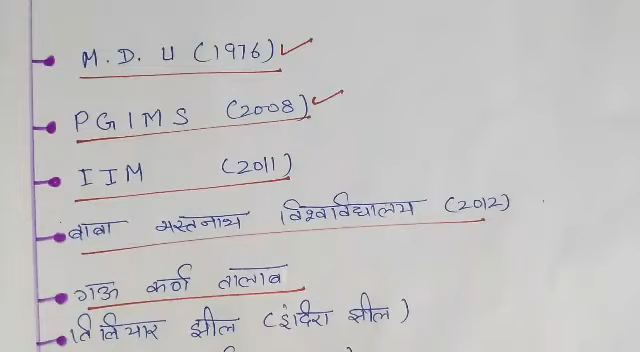 M.D.U (1976)
PGIMS (2008)
IIM (2011)
बाबा मस्तनाथ विश्वविद्यालय (2012)
गऊ कर्ण तालाब
तिलियार झील (इंदिरा झील)